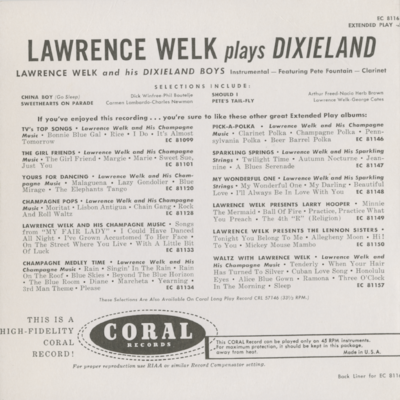 EC 8116
EXTENDED PLAY
LAWRENCE WELK plays DIXIELAND
LAWRENCE WELK and his DIXIELAND BOYS Instrumental — Featuring Pete Fountain — Clarinet
SELECTIONS INCLUDE:
CHINA BOY (Go Sleep) Dick Winfree-Phil Boutelje
SWEETHEARTS ON PARADE Carmen Lombardo-Charles Newman
SHOULD I Arthur Freed-Nacio Herb Brown
PETE'S TAIL-FLY Lawrence Welk-George Cates
If you've enjoyed this recording . . . you're sure to like these other great Extended Play albums:
TV'S TOP SONGS • Lawrence Welk and His Champagne
Music • Bonnie Blue Gal • Rico • I Do • It's Almost
Tomorrow EC 81099
THE GIRL FRIENDS • Lawrence Welk and His Champagne
Music • The Girl Friend • Margie • Marie • Sweet Sue,
Just You EC 81101
TOURS FOR DANCING • Lawrence Welk and His Cham-
pagne Music • Malaguena • Lazy Gondolier • Blue
Mirage • The Elephants Tango EC 81120
CHAMPAGNE POPS • Lawrence Welk and His Champagne
Music • Moritat • Lisbon Antigua • Chain Gang • Rock
And Roll Waltz EC 81128
LAWRENCE WELK AND HIS CHAMPAGNE MUSIC • Songs
from "MY FAIR LADY" • I Could Have Danced
All Night • I've Grown Accustomed To Her Face •
On The Street Where You Live • With A Little Bit
Of Luck EC 81133
CHAMPAGNE MEDLEY TIME • Lawrence Welk and His
Champagne Music • Rain • Singin' In The Rain • Rain
On The Roof • Blue Skies • Beyond The Blue Horizon
• The Blue Room • Diane • Marcheta • Yearning •
3rd Man Theme • Please EC 81134
PICK-A-POLKA • Lawrence Welk and His Champagne
Music • Clarinet Polka • Champagne Polka • Penn-
sylvania Polka • Beer Barrel Polka
EC 81146
SPARKLING SPRINGS • Lawrence Welk and His Sparkling
Strings • Twilight Time • Autumn Nocturne • Jean-
nine • A Blues Serenade EC 81147
MY WONDERFUL ONE • Lawrence Welk and His Sparkling
Strings • My Wonderful One • My Darling • Beautiful
Love • I'll Always Be In Love With You EC 81148
LAWRENCE WELK PRESENTS LARRY HOOPER • Minnie
The Mermaid • Ball Of Fire • Practice, Practice What
You Preach • The 4th "R" (Religion) EC 81149
LAWRENCE WELK PRESENTS THE LENNON SISTERS •
Tonight You Belong To Me • Allegheny Moon • Hi!
To You • Mickey Mouse Mambo EC 81150
WALTZ WITH LAWRENCE WELK • Lawrence Welk and His
Champagne Music • Tenderly • When Your Hair
Has Turned To Silver • Cuban Love Song • Honolulu
Eyes • Alice Blue Gown • Ramona • Three O'Clock
In The Morning • Sleep EC 81157
These Selections Are Also Available On Coral Long Play Record CRL 57146 (33⅓ RPM.)
THIS IS A
HIGH-FIDELITY
CORAL
RECORD!
CORAL
RECORDS
This CORAL Record can be played only on 45 RPM instruments.
For maximum protection, it should be kept in this package,
away from heat. Made in U.S.A.
For proper reproduction use RIAA or similar Record Compensator setting.
Back Liner for EC 811